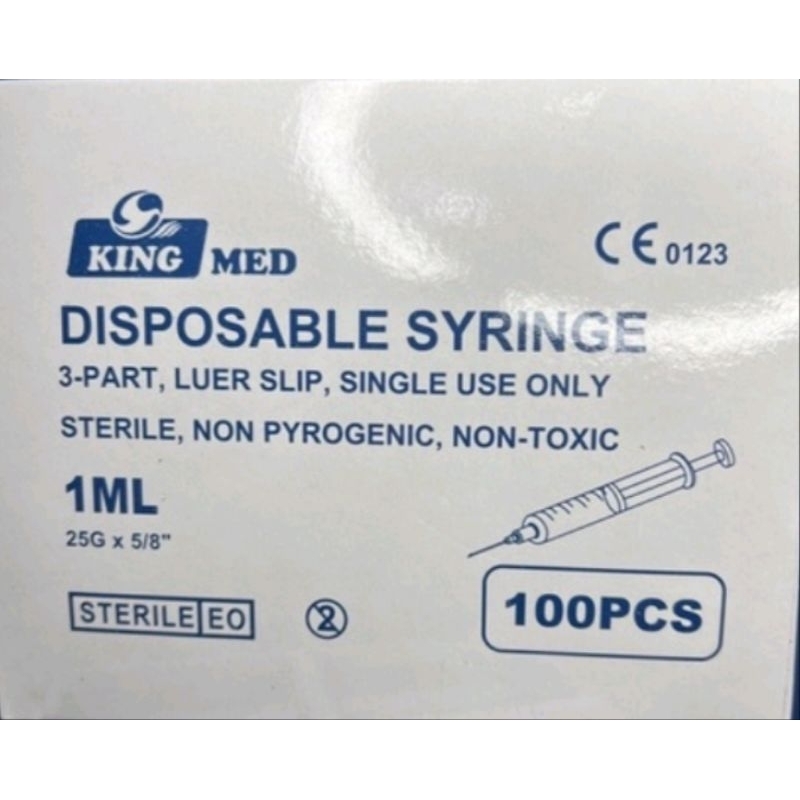 KING MED
CE 0123
DISPOSABLE SYRINGE
3-PART, LUER SLIP, SINGLE USE ONLY
STERILE, NON PYROGENIC, NON-TOXIC
1ML
25G x 5/8"
STERILE EO
2
100PCS